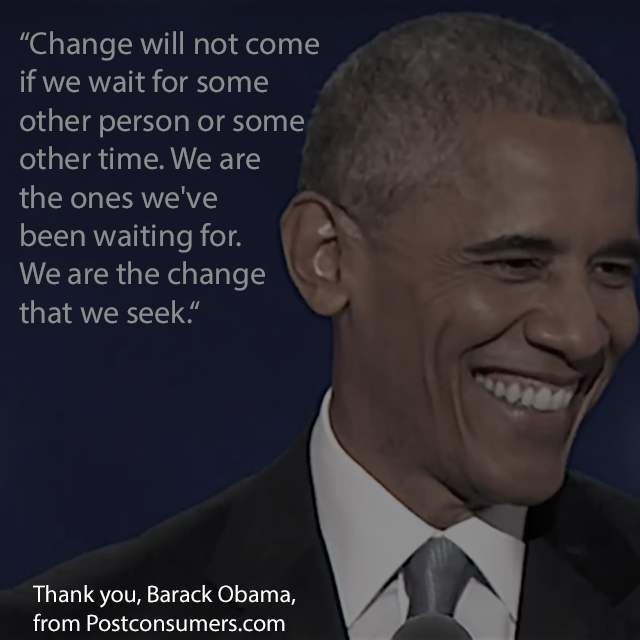 “Change will not come
if we wait for some
other person or some
other time. We are
the ones we've
been waiting for.
We are the change
that we seek.“
Thank you, Barack Obama,
from Postconsumers.com